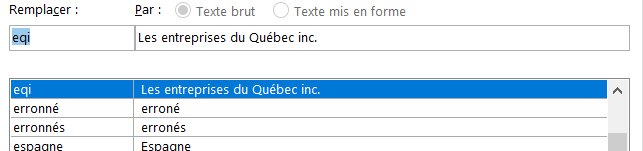 Remplacer : Par : Texte brut Texte mis en forme
eqi Les entreprises du Québec inc.
eqi Les entreprises du Québec inc.
erronné erroné
erronnés erronés
espagne Espagne